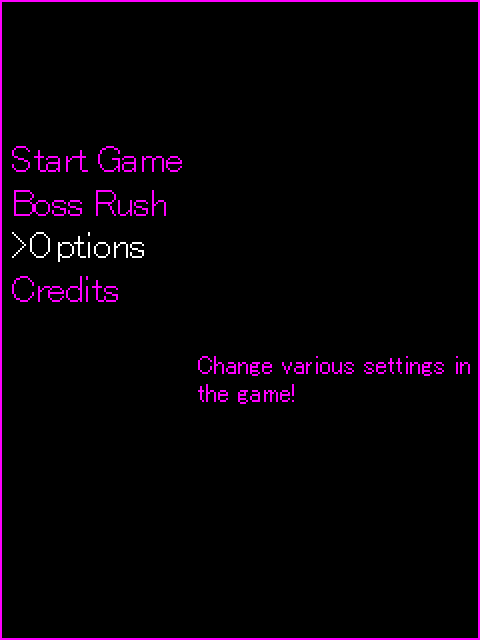 Start Game
Boss Rush
>Options
Credits
Change various settings in
the game!